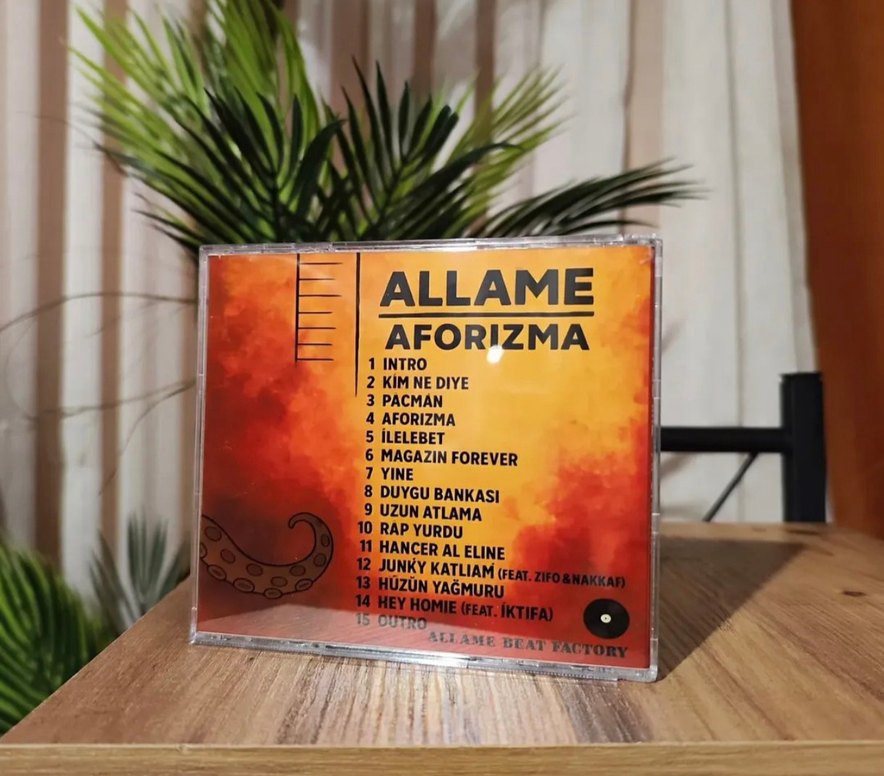 ALLAME
AFORIZMA
1 INTRO
2 KİM NE DIYE
3 PACMAN
4 AFORIZMA
5 İLELEBET
6 MAGAZIN FOREVER
7 YINE
8 DUYGU BANKASI
9 UZUN ATLAMA
10 RAP YURDU
11 HANCER AL ELINE
12 JUNKY KATLIAM (FEAT. ZIFO & NAKKAF)
13 HÜZÜN YAĞMURU
14 HEY HOMIE (FEAT. İKTIFA)
15 OUTRO
ALLAME BEAT FACTORY